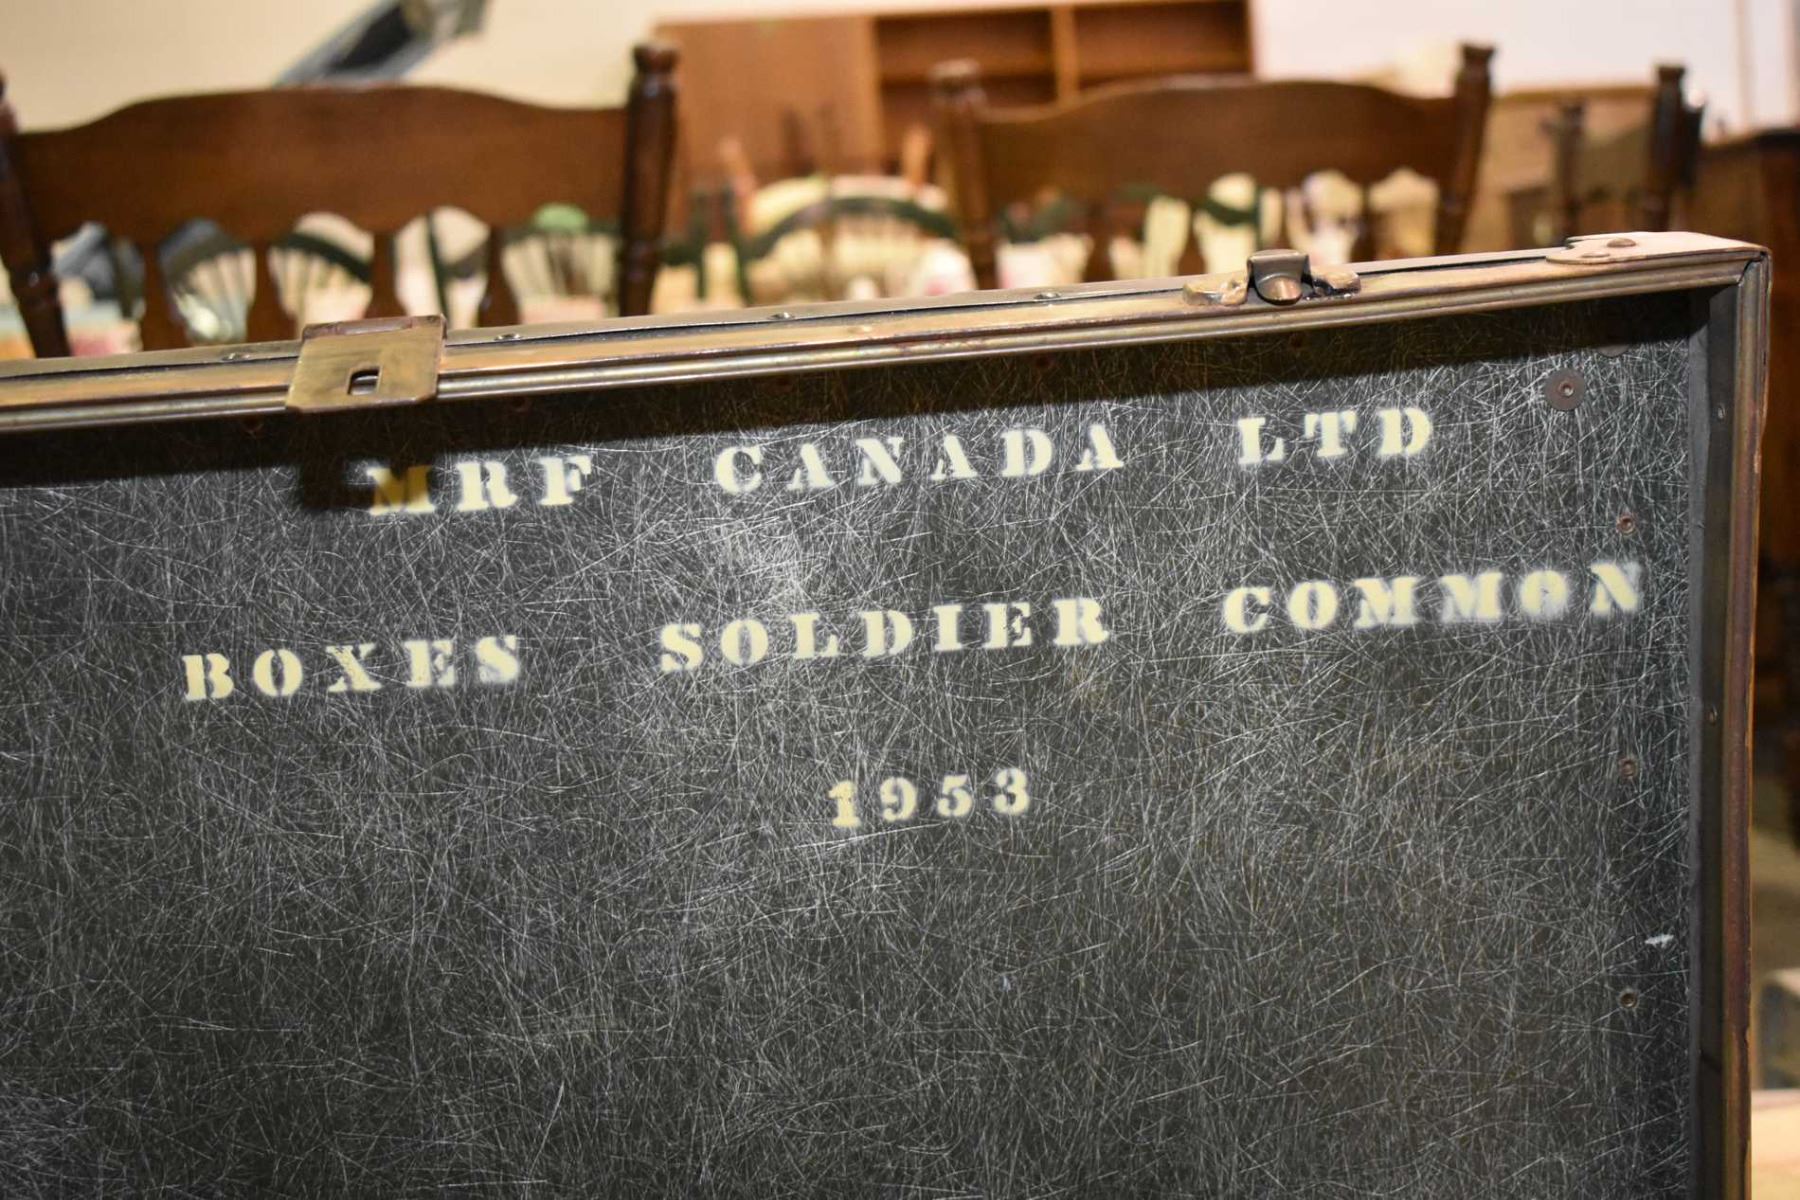 MRF CANADA LTD
BOXES SOLDIER COMMON
1953